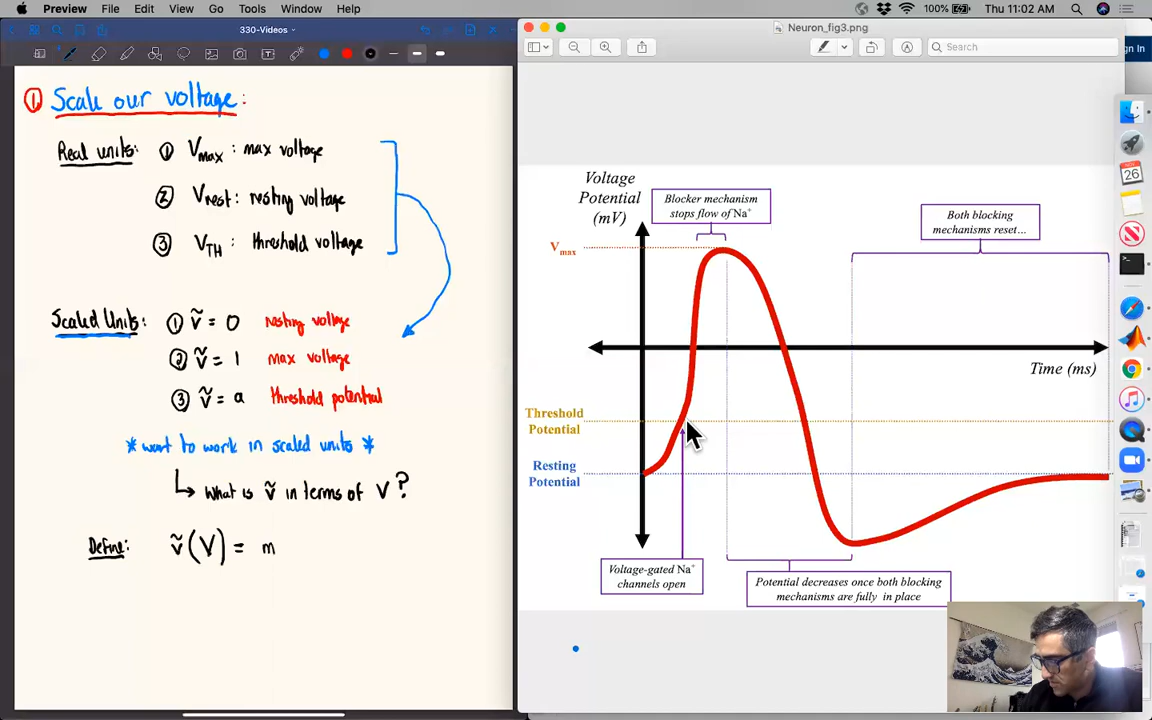 Preview File Edit View Go Tools Window Help 100% Thu 11:02 AM
330-Videos
Neuron_fig3.png
Search
gn In
① Scale our voltage:
Real units: ① Vmax: max voltage
② Vrest: resting voltage
③ VTH: threshold voltage
Scaled Units: ① ṽ = 0 resting voltage
② ṽ = 1 max voltage
③ ṽ = a threshold potential
* want to work in scaled units *
↳ What is ṽ in terms of V?
Define: ṽ(V) = m
Voltage
Potential
(mV)
Blocker mechanism
stops flow of Na⁺
Both blocking
mechanisms reset...
Vmax
Time (ms)
Threshold
Potential
Resting
Potential
Voltage-gated Na⁺
channels open
Potential decreases once both blocking
mechanisms are fully in place
26